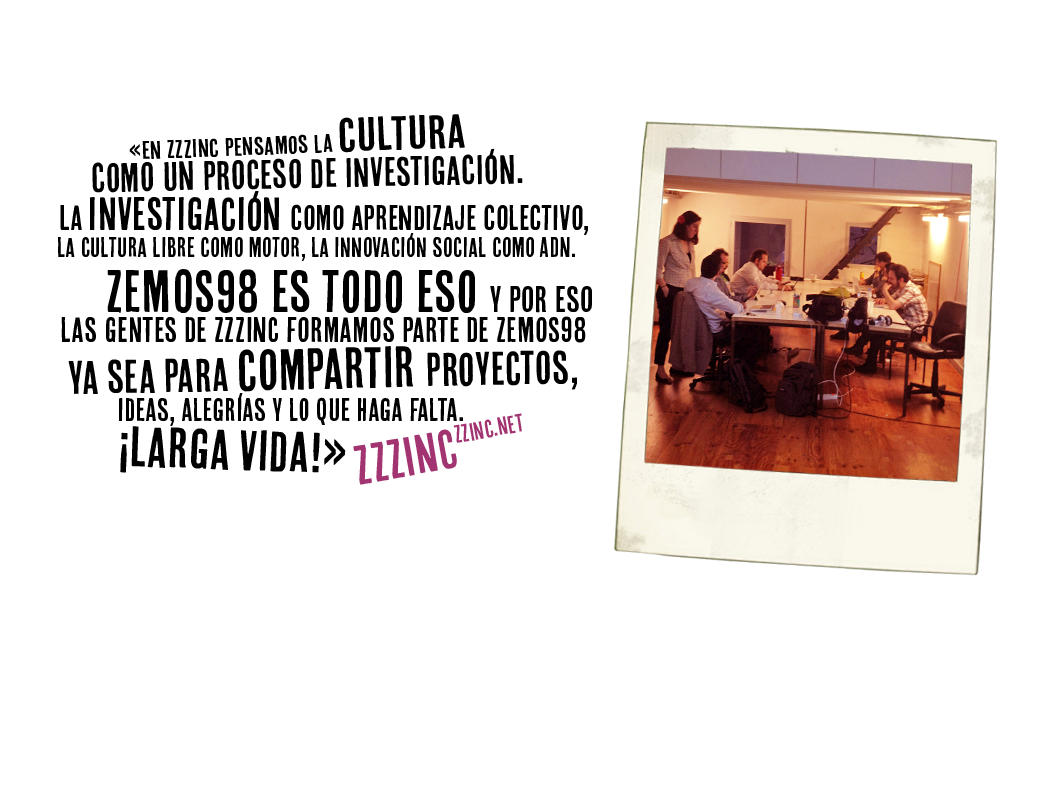 «EN ZZZINC PENSAMOS LA CULTURA
COMO UN PROCESO DE INVESTIGACIÓN.
LA INVESTIGACIÓN COMO APRENDIZAJE COLECTIVO,
LA CULTURA LIBRE COMO MOTOR, LA INNOVACIÓN SOCIAL COMO ADN.
ZEMOS98 ES TODO ESO Y POR ESO
LAS GENTES DE ZZZINC FORMAMOS PARTE DE ZEMOS98
YA SEA PARA COMPARTIR PROYECTOS,
IDEAS, ALEGRÍAS Y LO QUE HAGA FALTA.
¡LARGA VIDA!» ZZZINC ZZINC.NET